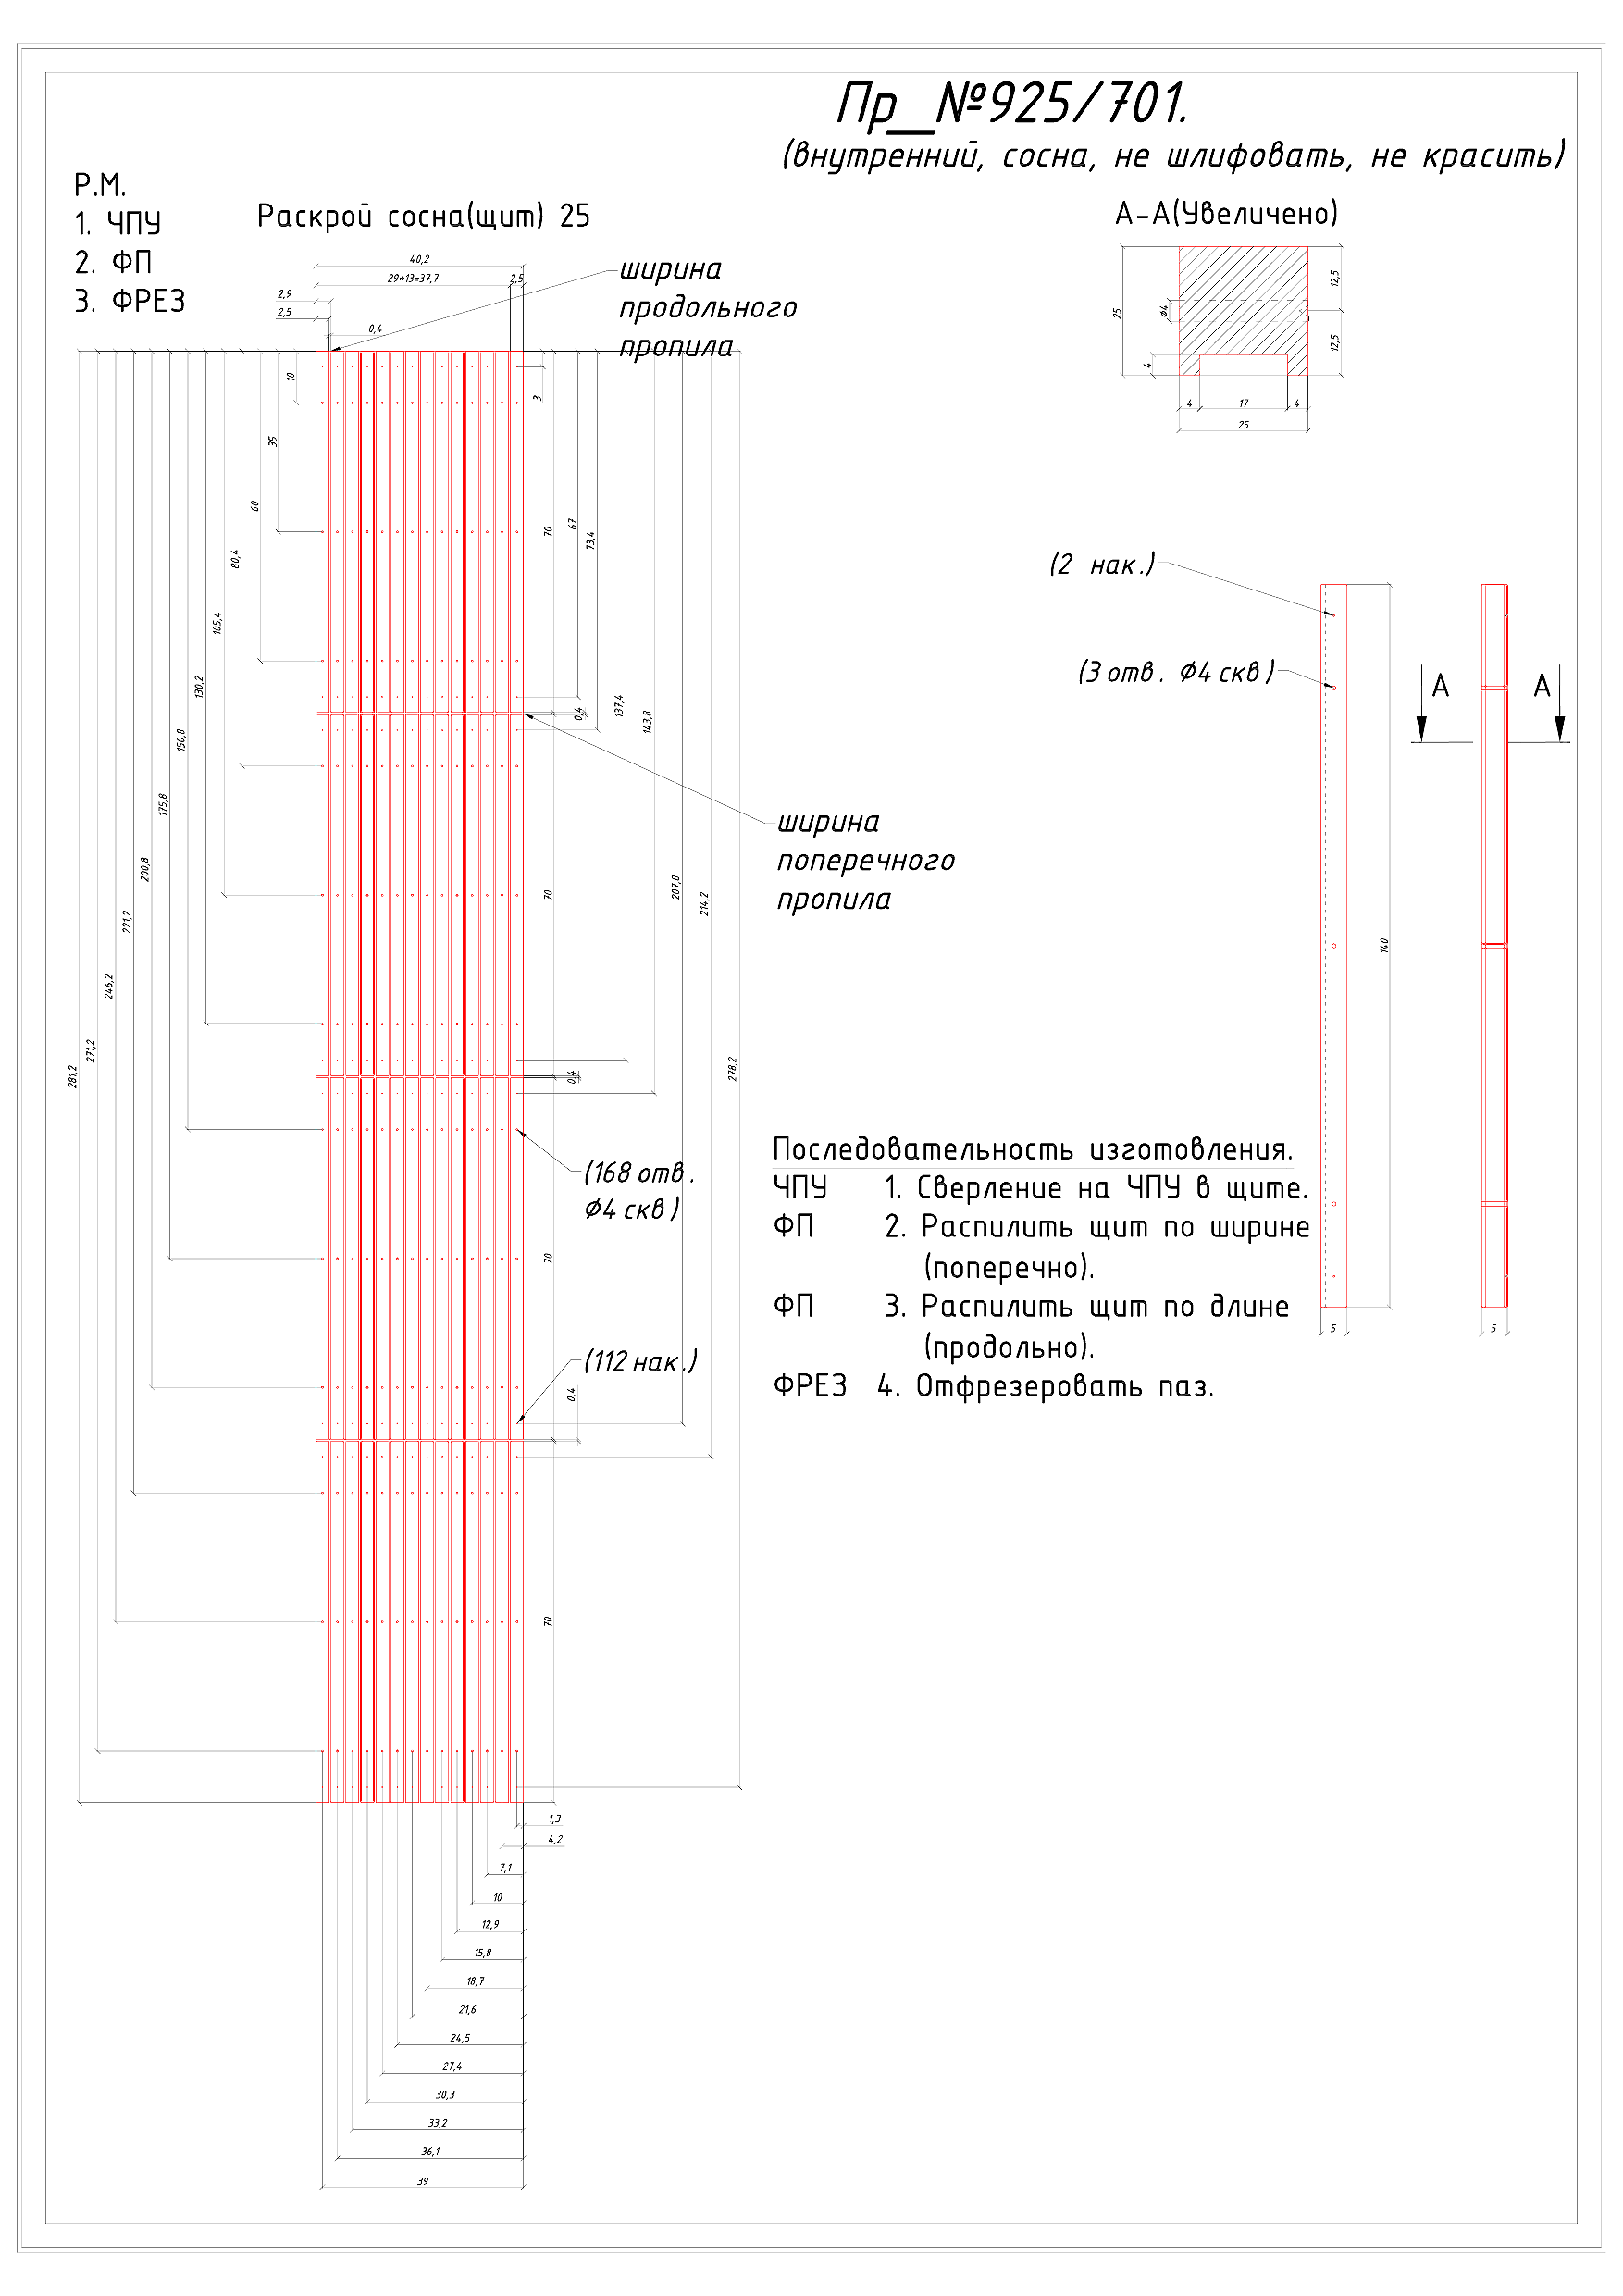 Пр_№925/701.
(внутренний, сосна, не шлифовать, не красить)
Р.М.
1. ЧПУ
2. ФП
3. ФРЕЗ
Раскрой сосна(щит) 25
А-А(Увеличено)
40,2
29*13=37,7
2,5
2,9
2,5
0,4
ширина
продольного
пропила
25
ø4
4
12,5
12,5
4
17
4
25
10
3
35
60
70
67
73,4
80,4
105,4
130,2
150,8
175,8
200,8
221,2
246,2
271,2
281,2
0,4
137,4
143,8
207,8
214,2
278,2
(2 нак.)
(3 отв. ø4 скв)
А
А
ширина
поперечного
пропила
70
140
0,4
(168 отв.
ø4 скв)
70
(112 нак.)
0,4
70
5
5
Последовательность изготовления.
ЧПУ 1. Сверление на ЧПУ в щите.
ФП 2. Распилить щит по ширине
(поперечно).
ФП 3. Распилить щит по длине
(продольно).
ФРЕЗ 4. Отфрезеровать паз.
1,3
4,2
7,1
10
12,9
15,8
18,7
21,6
24,5
27,4
30,3
33,2
36,1
39